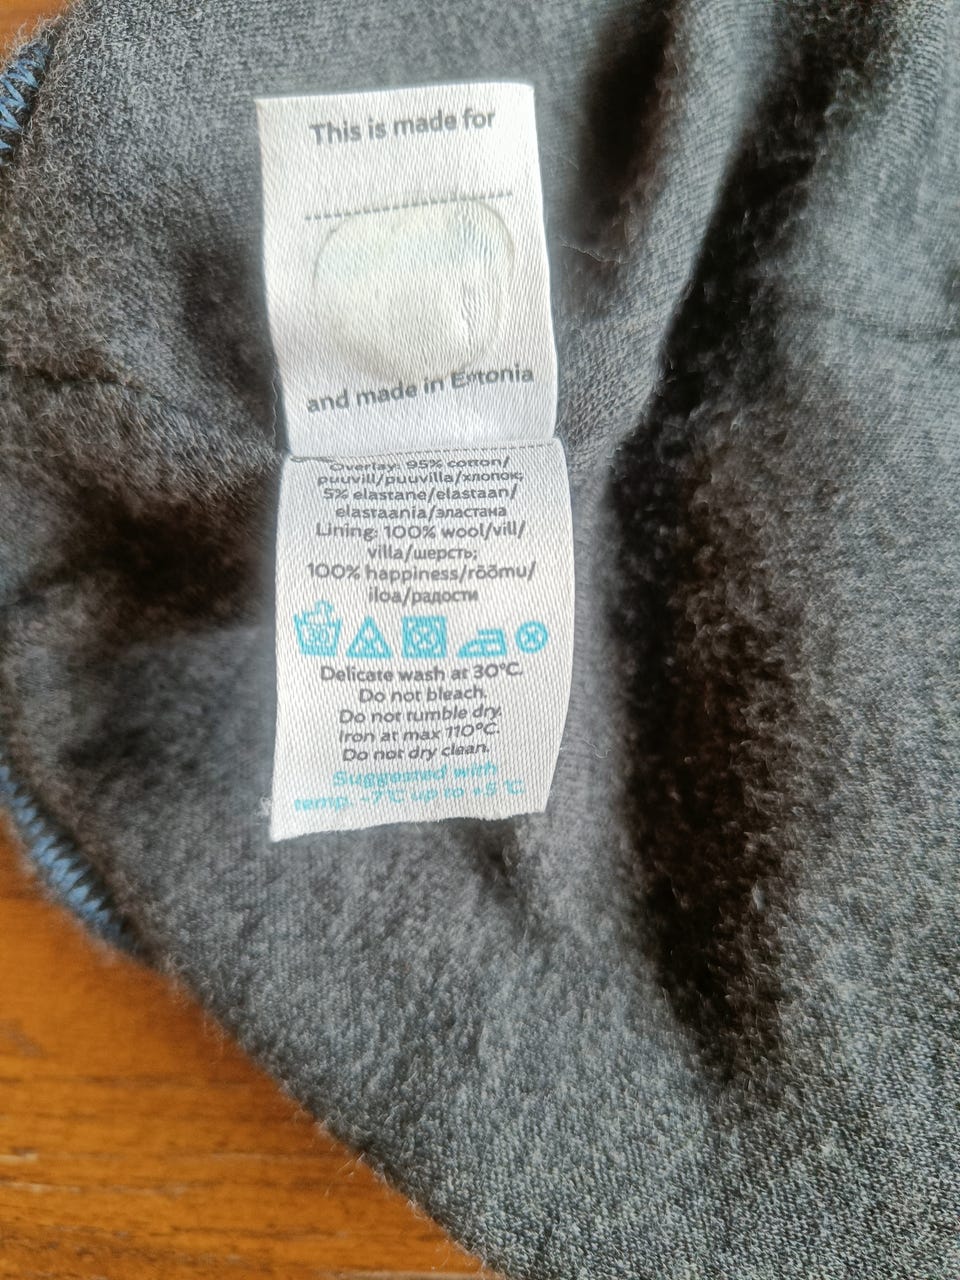 This is made for
and made in Estonia
Overlay: 95% cotton/
puuvill/puuvilla/хлопок;
5% elastane/elastaan/
elastaania/эластана
Lining: 100% wool/vill/
villa/шерсть;
100% happiness/rõõmu/
iloa/радости
30
Delicate wash at 30°C.
Do not bleach.
Do not tumble dry.
Iron at max 110°C.
Do not dry clean.
Suggested with
temp. -7°C up to +5°C